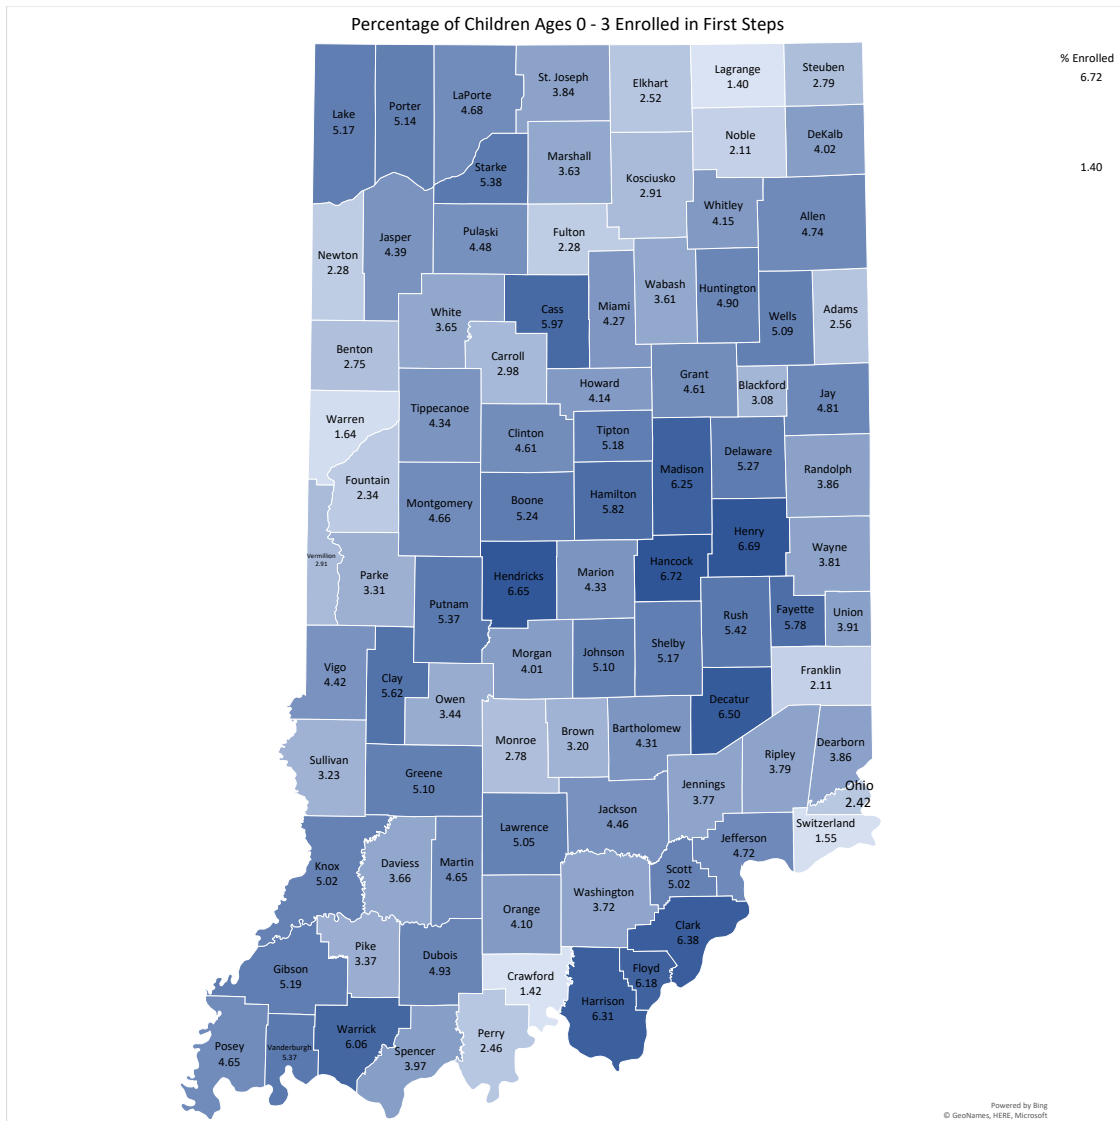 Percentage of Children Ages 0 - 3 Enrolled in First Steps
% Enrolled
6.72
1.40
Lake
5.17
Porter
5.14
LaPorte
4.68
St. Joseph
3.84
Elkhart
2.52
Lagrange
1.40
Steuben
2.79
Noble
2.11
DeKalb
4.02
Starke
5.38
Marshall
3.63
Kosciusko
2.91
Whitley
4.15
Allen
4.74
Newton
2.28
Jasper
4.39
Pulaski
4.48
Fulton
2.28
White
3.65
Cass
5.97
Miami
4.27
Wabash
3.61
Huntington
4.90
Wells
5.09
Adams
2.56
Benton
2.75
Carroll
2.98
Howard
4.14
Grant
4.61
Blackford
3.08
Jay
4.81
Warren
1.64
Tippecanoe
4.34
Clinton
4.61
Tipton
5.18
Madison
6.25
Delaware
5.27
Randolph
3.86
Fountain
2.34
Montgomery
4.66
Boone
5.24
Hamilton
5.82
Henry
6.69
Wayne
3.81
Vermillion
2.91
Parke
3.31
Putnam
5.37
Hendricks
6.65
Marion
4.33
Hancock
6.72
Rush
5.42
Fayette
5.78
Union
3.91
Vigo
4.42
Clay
5.62
Owen
3.44
Morgan
4.01
Johnson
5.10
Shelby
5.17
Decatur
6.50
Franklin
2.11
Sullivan
3.23
Greene
5.10
Monroe
2.78
Brown
3.20
Bartholomew
4.31
Jennings
3.77
Ripley
3.79
Dearborn
3.86
Ohio
2.42
Switzerland
1.55
Knox
5.02
Daviess
3.66
Martin
4.65
Lawrence
5.05
Jackson
4.46
Jefferson
4.72
Scott
5.02
Orange
4.10
Washington
3.72
Clark
6.38
Floyd
6.18
Harrison
6.31
Gibson
5.19
Pike
3.37
Dubois
4.93
Crawford
1.42
Perry
2.46
Posey
4.65
Vanderburgh
5.37
Warrick
6.06
Spencer
3.97
Powered by Bing
© GeoNames, HERE, Microsoft